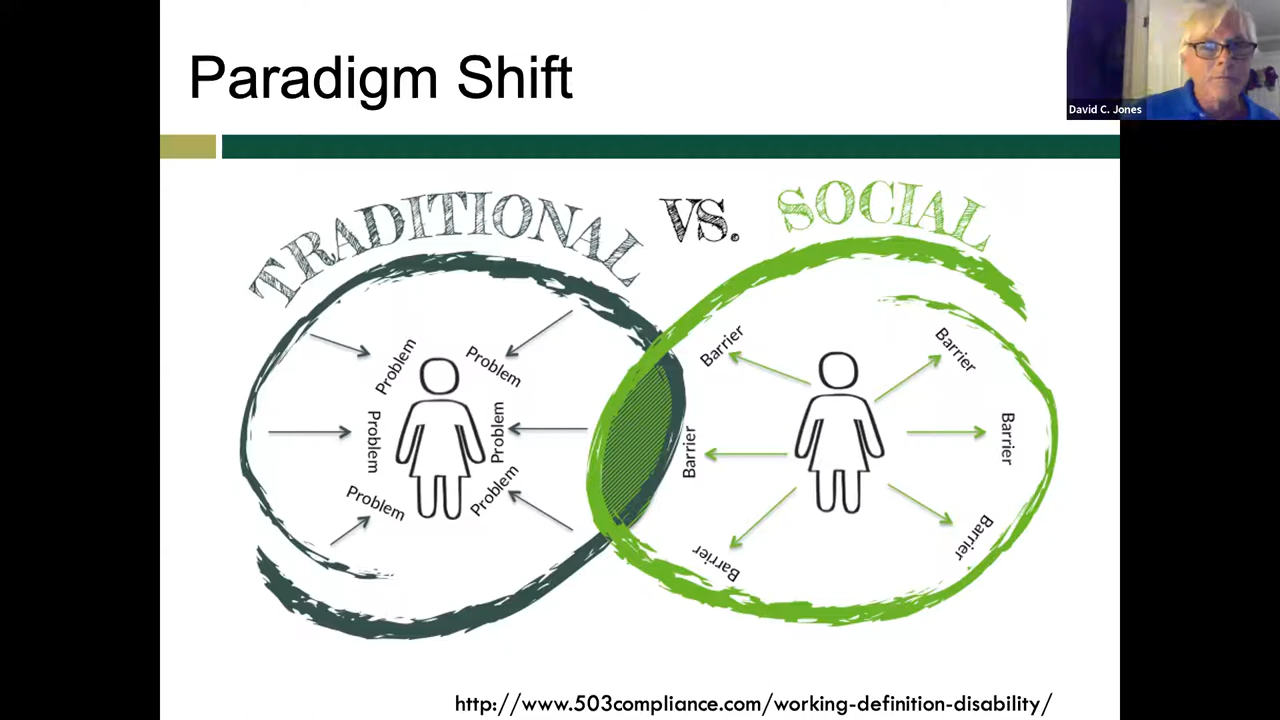 Paradigm Shift
David C. Jones
TRADITIONAL VS. SOCIAL
Problem
Problem
Problem
Problem
Problem
Problem
Barrier
Barrier
Barrier
Barrier
Barrier
Barrier
http://www.503compliance.com/working-definition-disability/